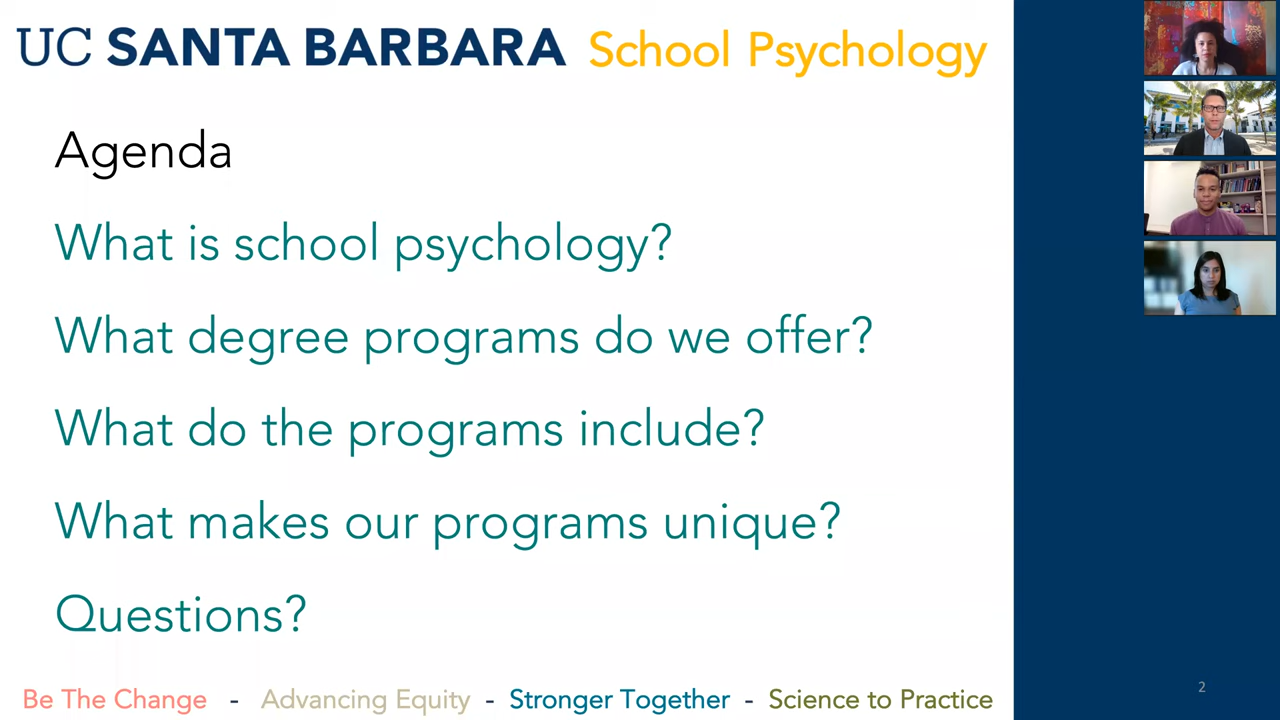 UC SANTA BARBARA School Psychology
Agenda
What is school psychology?
What degree programs do we offer?
What do the programs include?
What makes our programs unique?
Questions?
Be The Change - Advancing Equity - Stronger Together - Science to Practice
2